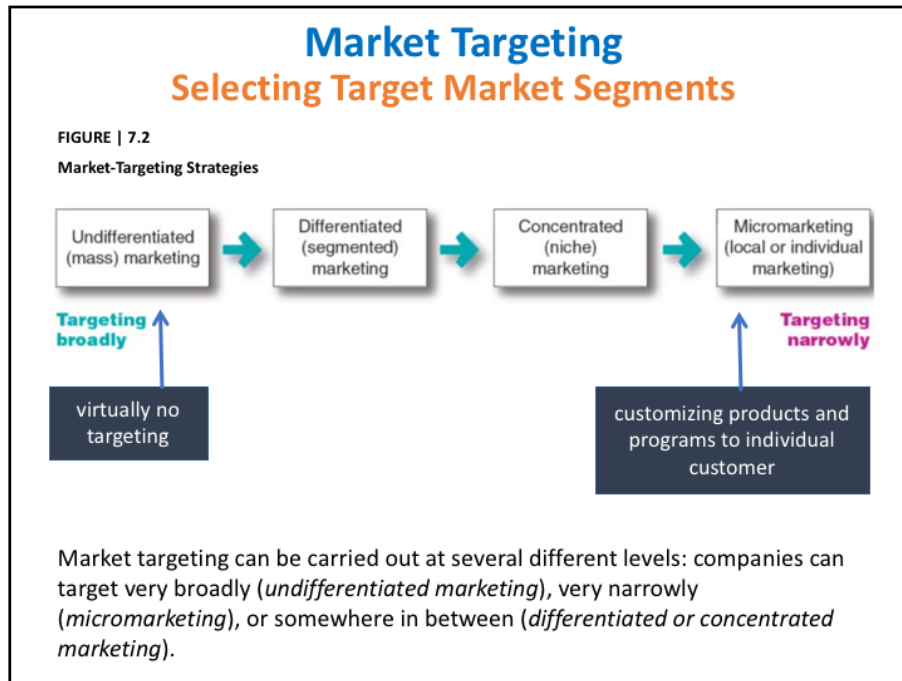 Market Targeting
Selecting Target Market Segments
FIGURE | 7.2
Market-Targeting Strategies
Undifferentiated
(mass) marketing
Differentiated
(segmented)
marketing
Concentrated
(niche)
marketing
Micromarketing
(local or individual
marketing)
Targeting
broadly
Targeting
narrowly
virtually no
targeting
customizing products and
programs to individual
customer
Market targeting can be carried out at several different levels: companies can
target very broadly (undifferentiated marketing), very narrowly
(micromarketing), or somewhere in between (differentiated or concentrated
marketing).